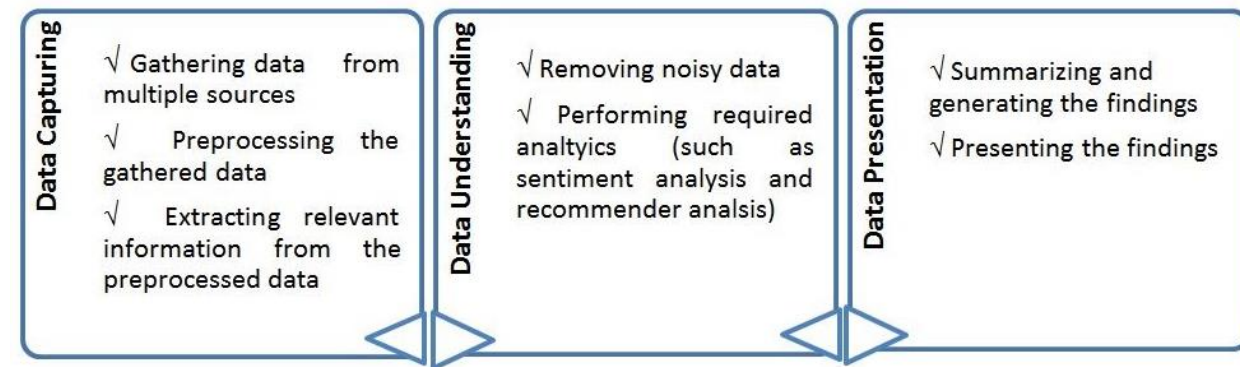 Data Capturing
√ Gathering data from
multiple sources
√ Preprocessing the
gathered data
√ Extracting relevant
information from the
preprocessed data
Data Understanding
√ Removing noisy data
√ Performing required
analtyics (such as
sentiment analysis and
recommender analsis)
Data Presentation
√ Summarizing and
generating the findings
√ Presenting the findings